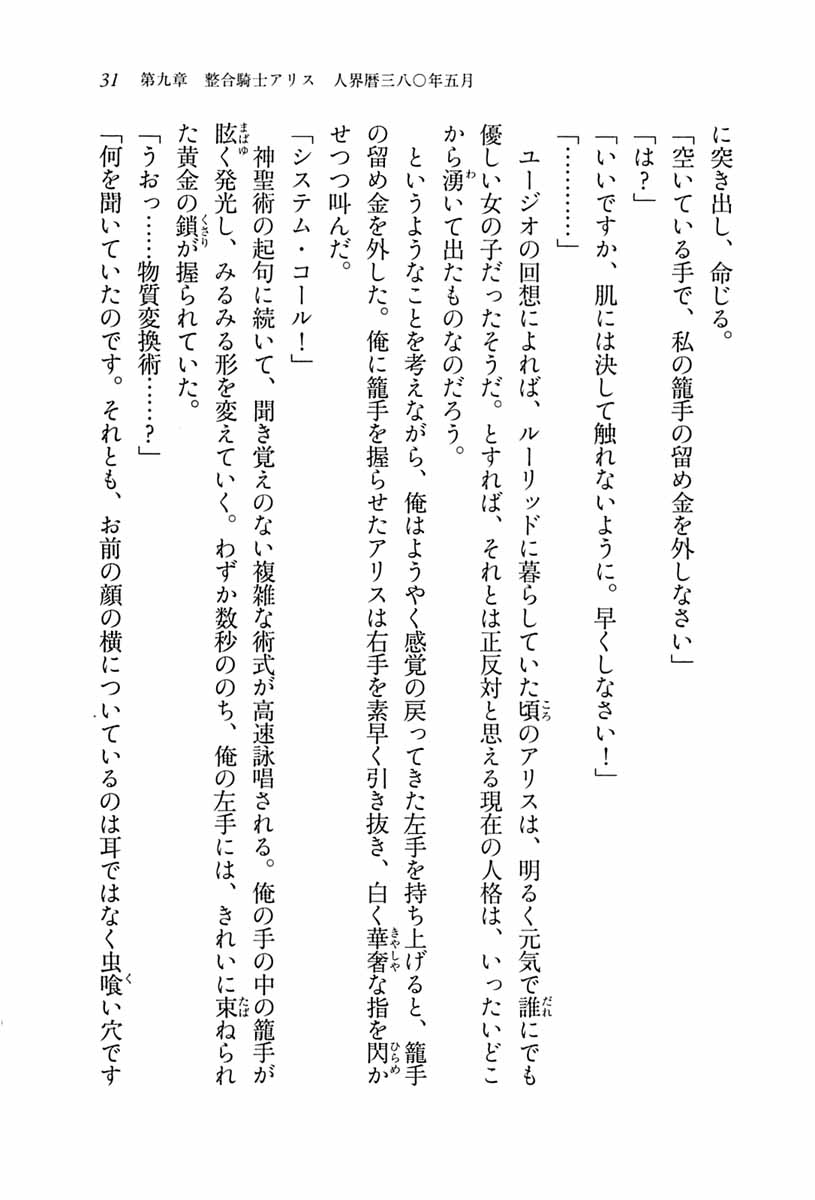 31　第九章　整合騎士アリス　人界暦三八〇年五月
に突き出し、命じる。
「空いている手で、私の籠手の留め金を外しなさい」
「は？」
「いいですか、肌には決して触れないように。早くしなさい！」
「…………」
　ユージオの回想によれば、ルーリッドに暮らしていた頃のアリスは、明るく元気で誰にでも
優しい女の子だったそうだ。とすれば、それとは正反対と思える現在の人格は、いったいどこ
から湧いて出たものなのだろう。
　というようなことを考えながら、俺はようやく感覚の戻ってきた左手を持ち上げると、籠手
の留め金を外した。俺に籠手を握らせたアリスは右手を素早く引き抜き、白く華奢な指を閃か
せつつ叫んだ。
「システム・コール！」
　神聖術の起句に続いて、聞き覚えのない複雑な術式が高速詠唱される。俺の手の中の籠手が
眩く発光し、みるみる形を変えていく。わずか数秒ののち、俺の左手には、きれいに束ねられ
た黄金の鎖が握られていた。
「うおっ……物質変換術……？」
「何を聞いていたのです。それとも、お前の顔の横についているのは耳ではなく虫喰い穴です